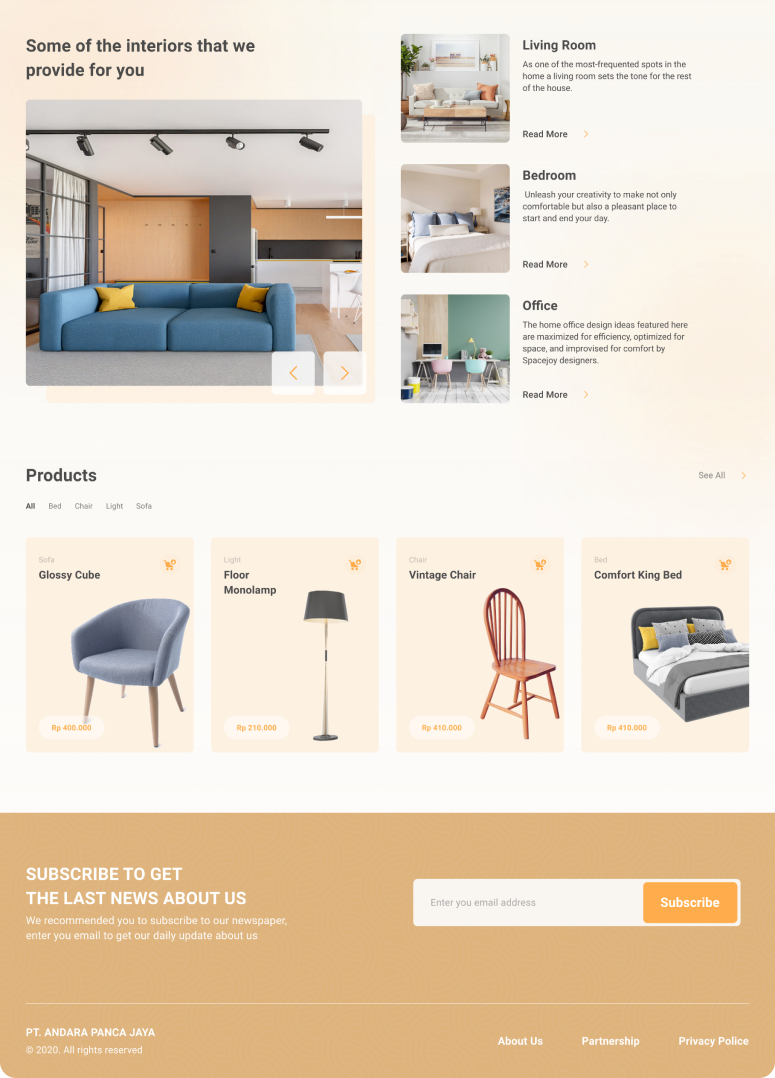 Some of the interiors that we
provide for you
Living Room
As one of the most-frequented spots in the
home a living room sets the tone for the rest
of the house.
Read More
Bedroom
Unleash your creativity to make not only
comfortable but also a pleasant place to
start and end your day.
Read More
Office
The home office design ideas featured here
are maximized for efficiency, optimized for
space, and improvised for comfort by
Spacejoy designers.
Read More
Products
See All
All Bed Chair Light Sofa
Sofa
Glossy Cube
Rp 400.000
Light
Floor
Monolamp
Rp 210.000
Chair
Vintage Chair
Rp 410.000
Bed
Comfort King Bed
Rp 410.000
SUBSCRIBE TO GET
THE LAST NEWS ABOUT US
We recommended you to subscribe to our newspaper,
enter you email to get our daily update about us
Enter you email address
Subscribe
PT. ANDARA PANCA JAYA
© 2020. All rights reserved
About Us
Partnership
Privacy Police